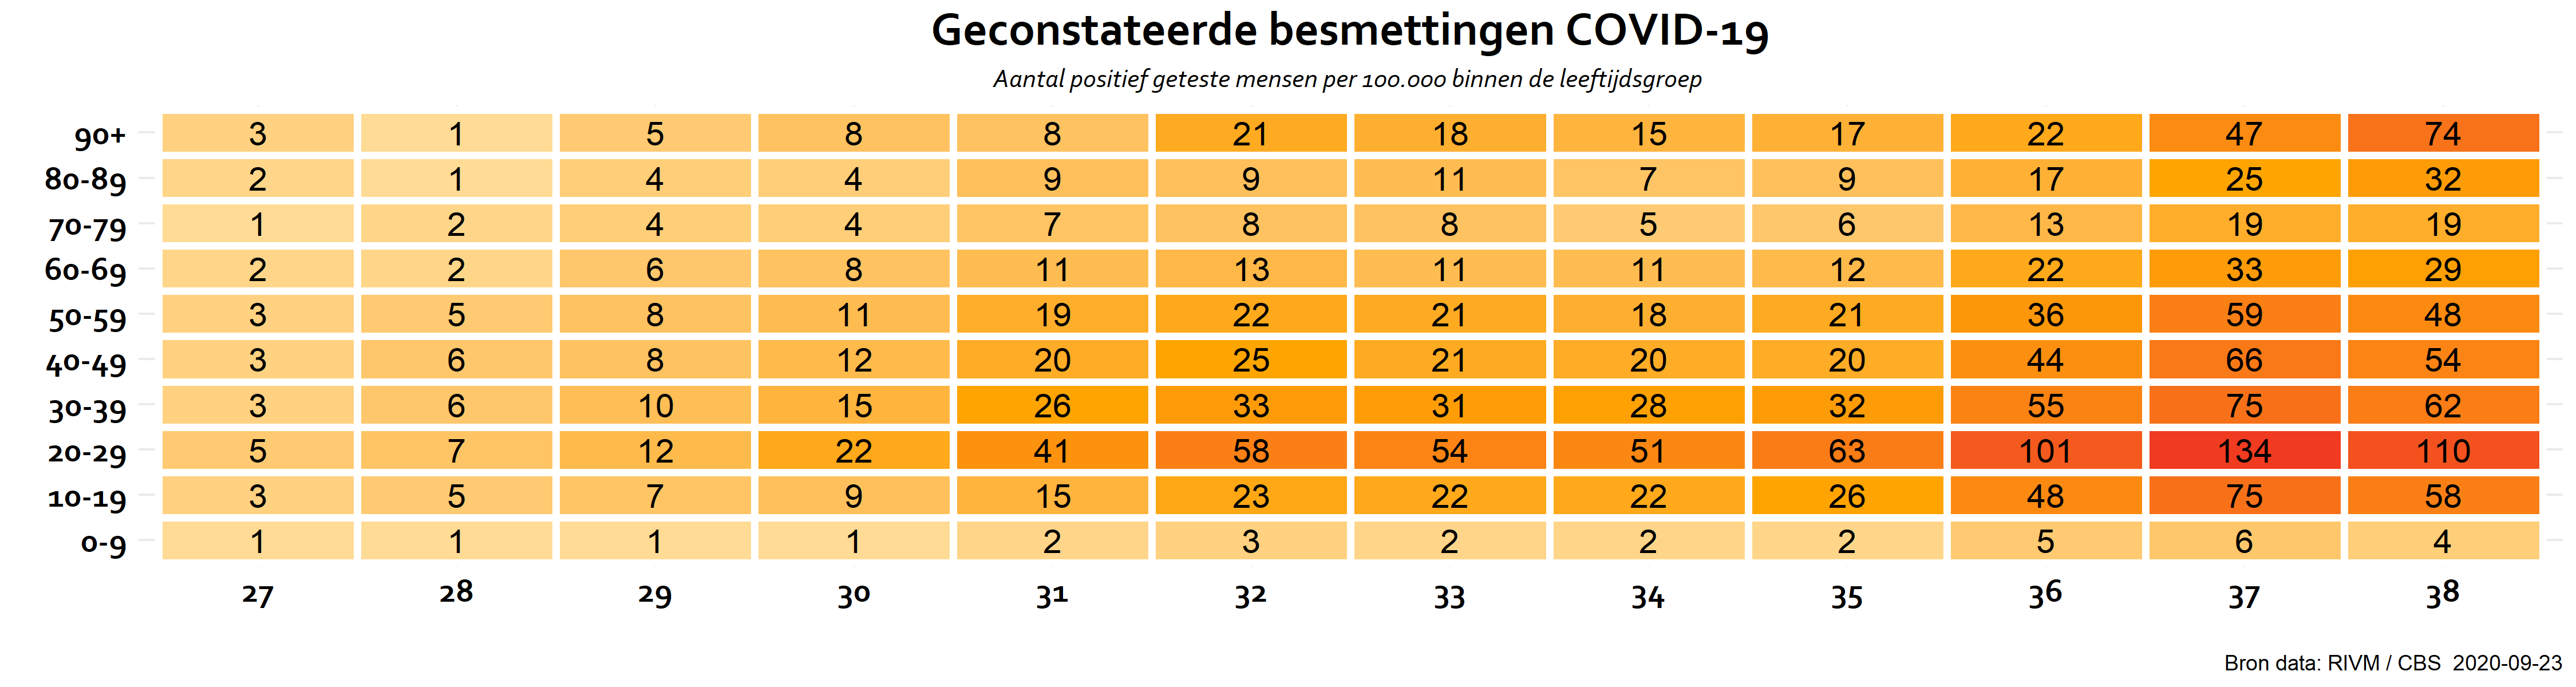 Geconstateerde besmettingen COVID-19
Aantal positief geteste mensen per 100.000 binnen de leeftijdsgroep
90+ 3 1 5 8 8 21 18 15 17 22 47 74
80-89 2 1 4 4 9 9 11 7 9 17 25 32
70-79 1 2 4 4 7 8 8 5 6 13 19 19
60-69 2 2 6 8 11 13 11 11 12 22 33 29
50-59 3 5 8 11 19 22 21 18 21 36 59 48
40-49 3 6 8 12 20 25 21 20 20 44 66 54
30-39 3 6 10 15 26 33 31 28 32 55 75 62
20-29 5 7 12 22 41 58 54 51 63 101 134 110
10-19 3 5 7 9 15 23 22 22 26 48 75 58
0-9 1 1 1 1 2 3 2 2 2 5 6 4
27 28 29 30 31 32 33 34 35 36 37 38
Bron data: RIVM / CBS  2020-09-23